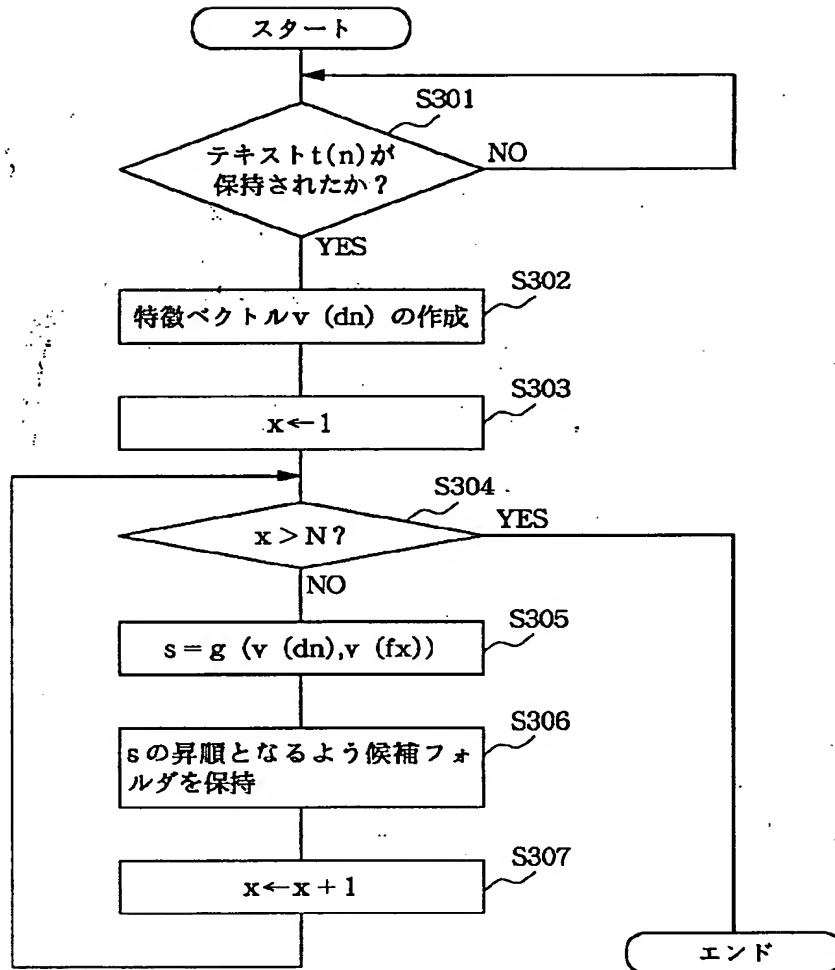 スタート
S301
テキストt(n)が
保持されたか?
NO
YES
S302
特徴ベクトルv (dn) の作成
S303
x←1
S304
x>N?
YES
NO
S305
s=g (v (dn),v (fx))
S306
sの昇順となるよう候補フォ
ルダを保持
S307
x←x+1
エンド